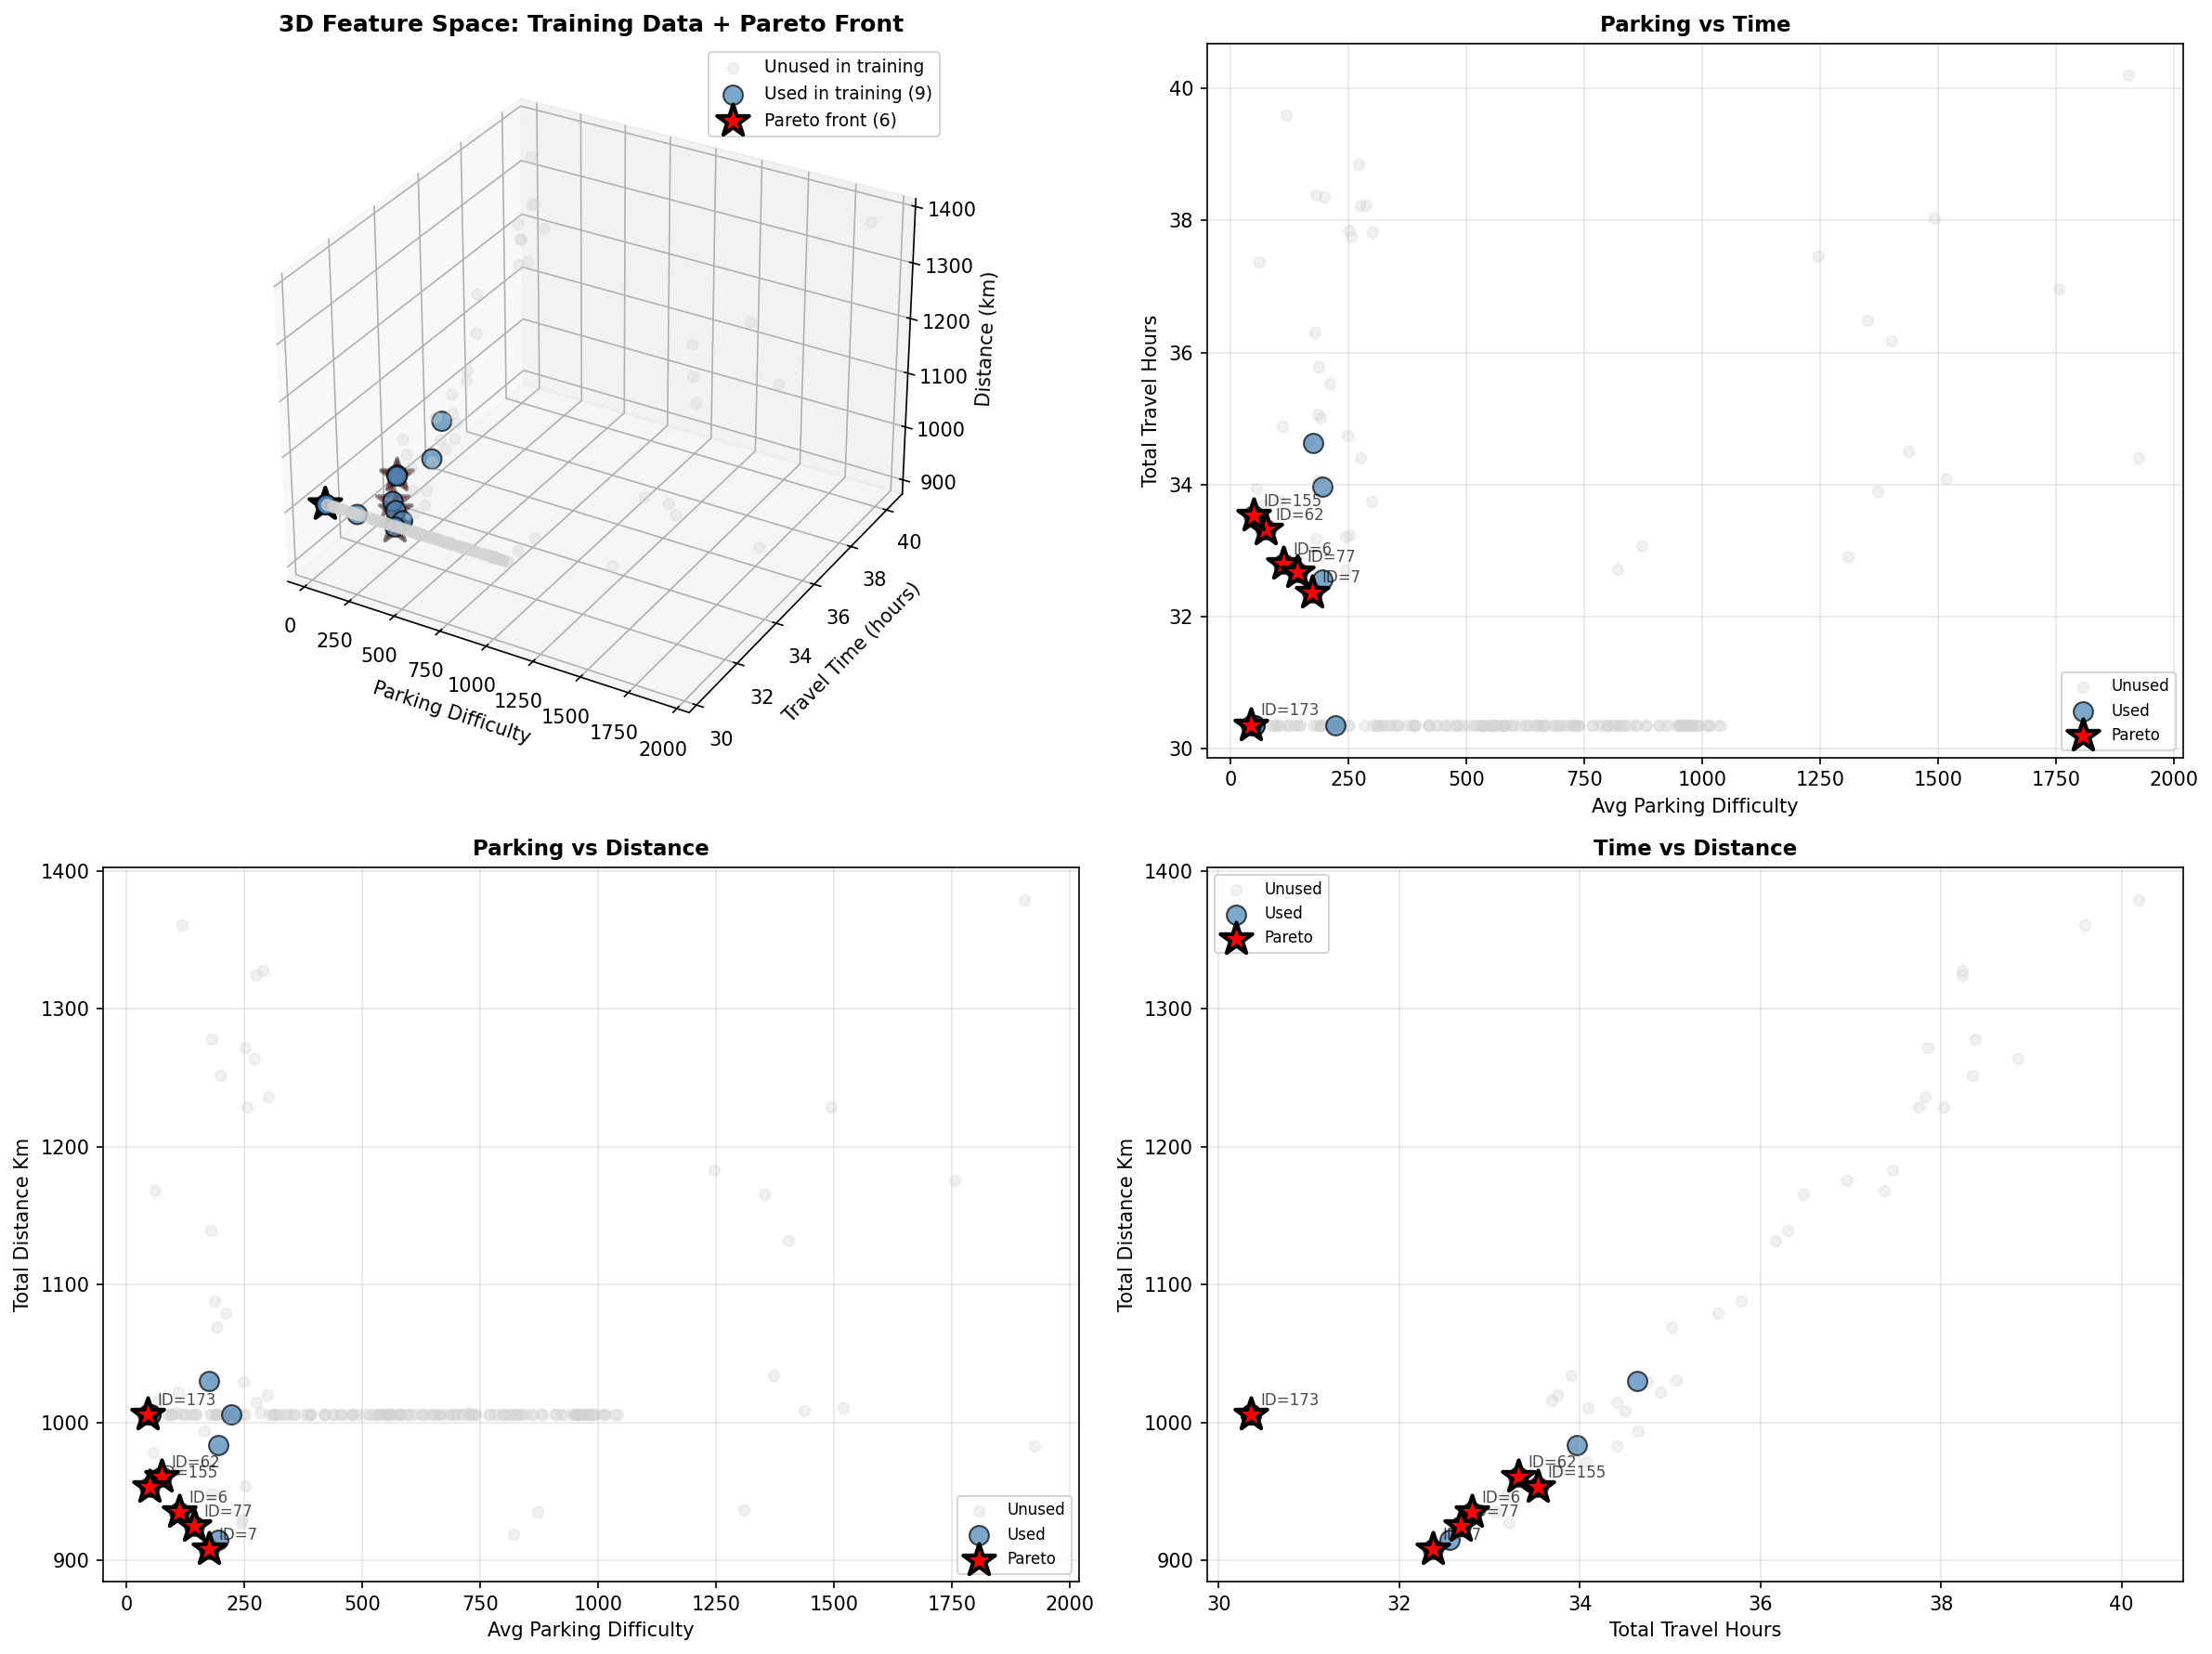 3D Feature Space: Training Data + Pareto Front
Unused in training
Used in training (9)
Pareto front (6)
1400
1300
1200
1100
1000
900
Distance (km)
40
38
36
34
32
30
Travel Time (hours)
0
250
500
750
1000
1250
1500
1750
2000
Parking Difficulty
Parking vs Time
40
38
36
34
32
30
Total Travel Hours
ID=155
ID=62
ID=6
ID=77
ID=7
ID=173
Unused
Used
Pareto
0 250 500 750 1000 1250 1500 1750 2000
Avg Parking Difficulty
Parking vs Distance
1400
1300
1200
1100
1000
900
Total Distance Km
ID=173
ID=62
ID=155
ID=6
ID=77
ID=7
Unused
Used
Pareto
0 250 500 750 1000 1250 1500 1750 2000
Avg Parking Difficulty
Time vs Distance
Unused
Used
Pareto
1400
1300
1200
1100
1000
900
Total Distance Km
ID=173
ID=62
ID=155
ID=6
ID=77
ID=7
30 32 34 36 38 40
Total Travel Hours